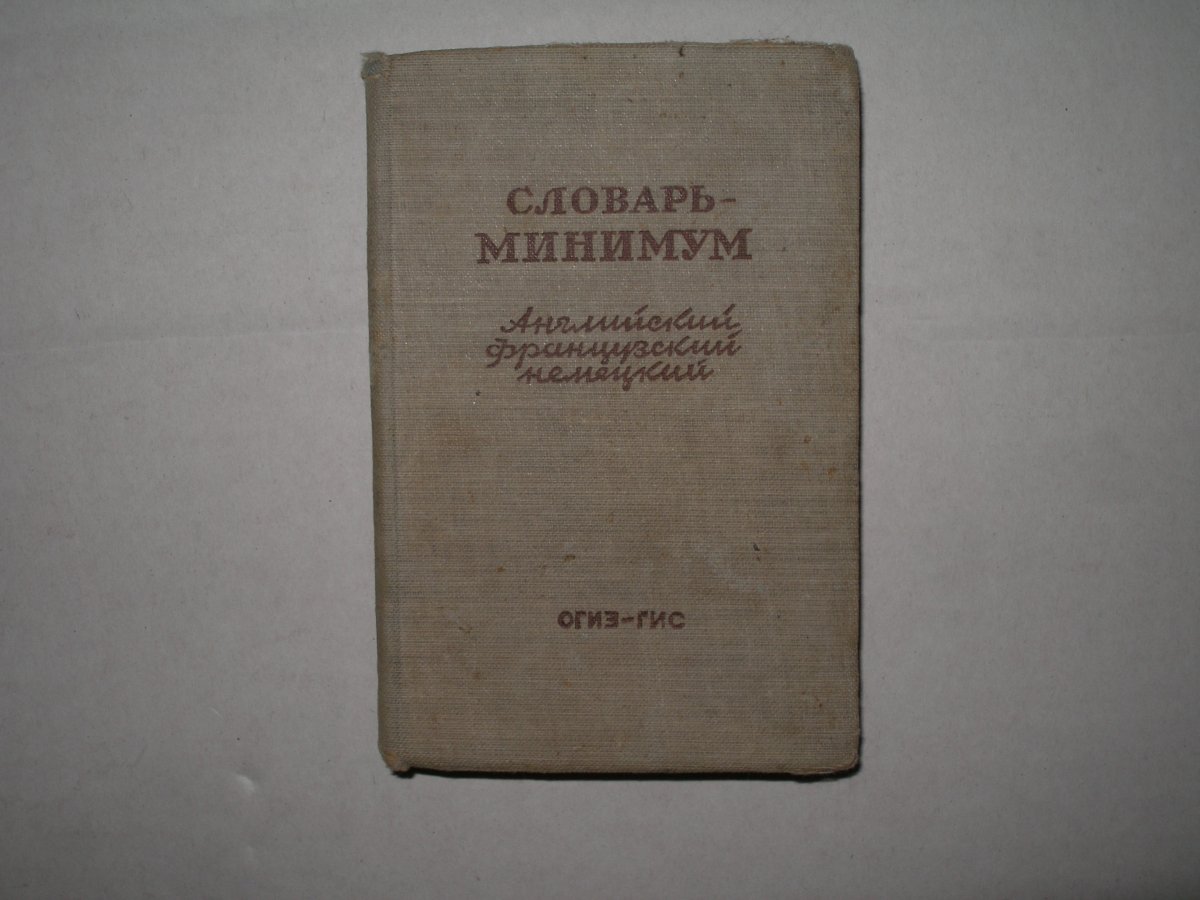 СЛОВАРЬ-
МИНИМУМ
Английский
французский
немецкий
ОГИЗ-ГИС